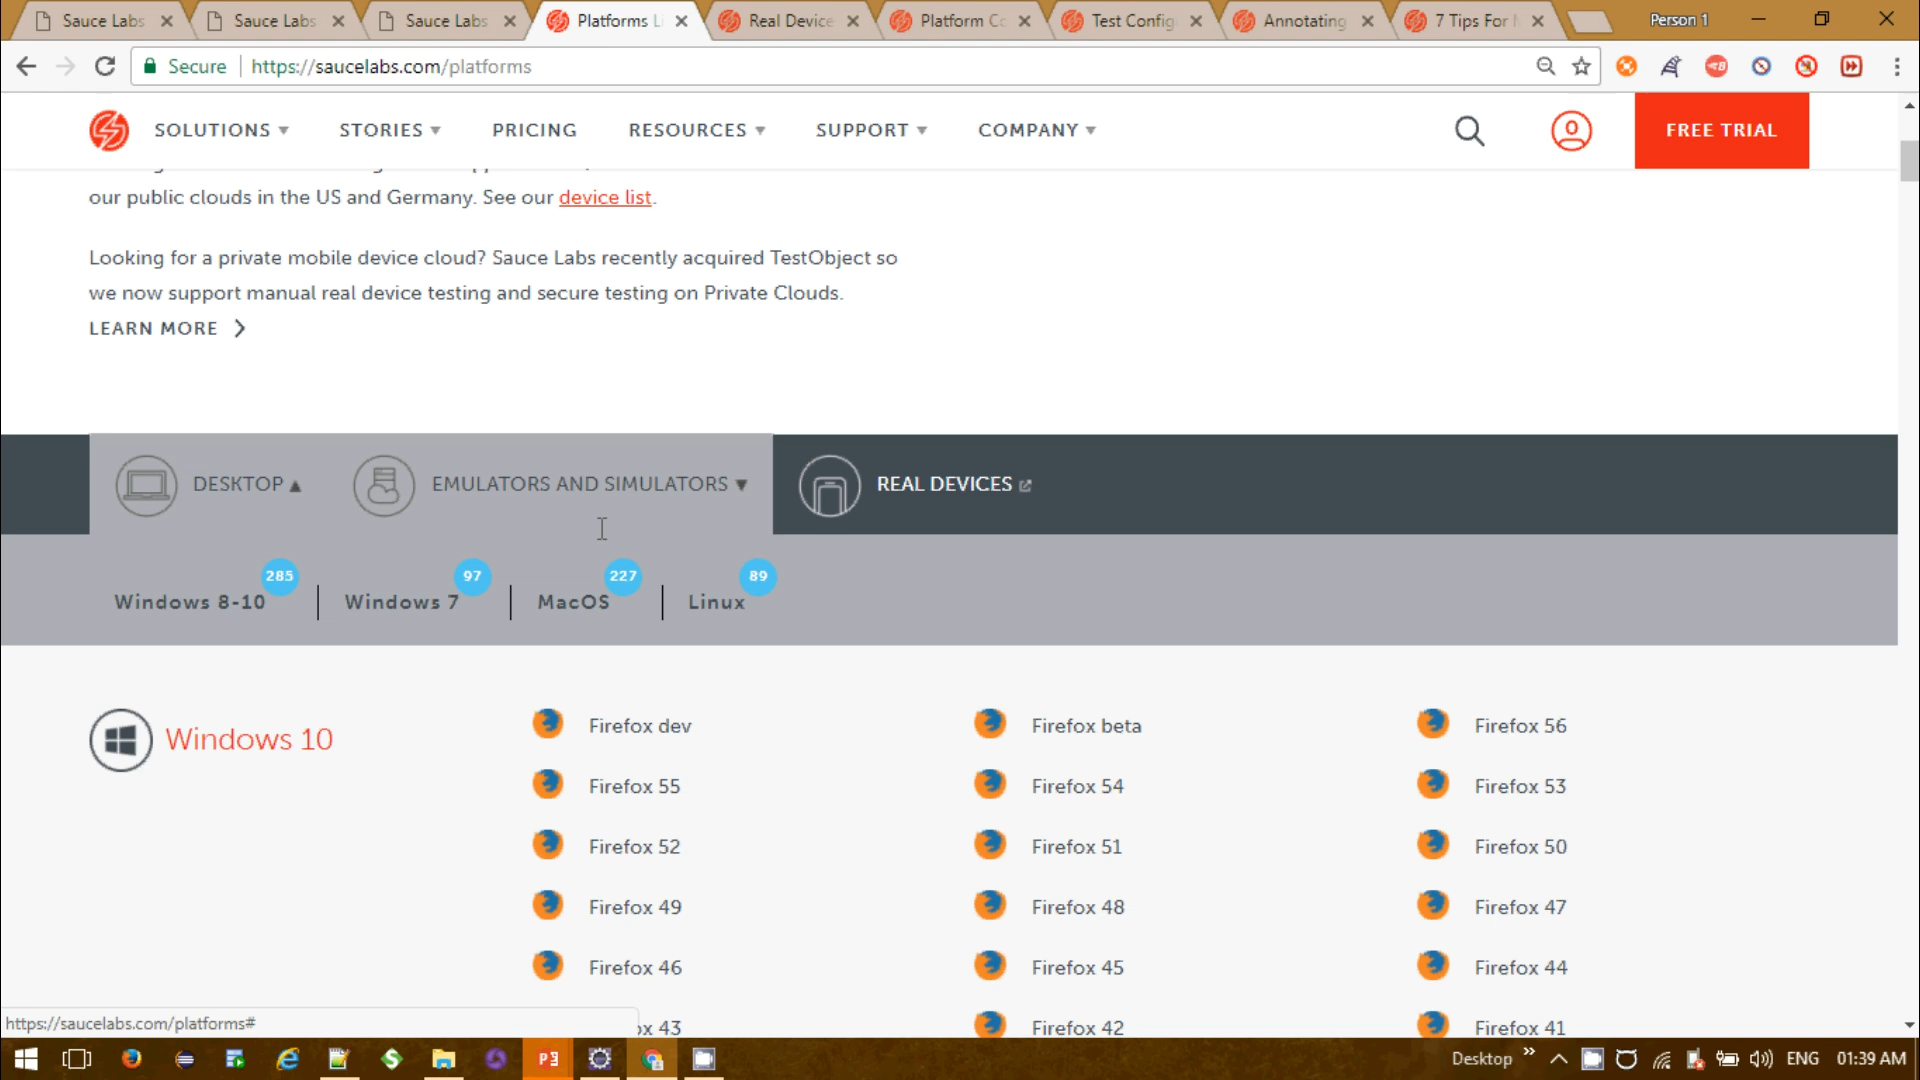 Sauce Labs
Sauce Labs
Sauce Labs
Platforms Li
Real Device
Platform Co
Test Config
Annotating
7 Tips For
Person 1
Secure
https://saucelabs.com/platforms
SOLUTIONS
STORIES
PRICING
RESOURCES
SUPPORT
COMPANY
FREE TRIAL
our public clouds in the US and Germany. See our device list.
Looking for a private mobile device cloud? Sauce Labs recently acquired TestObject so
we now support manual real device testing and secure testing on Private Clouds.
LEARN MORE
DESKTOP
EMULATORS AND SIMULATORS
REAL DEVICES
285
97
227
89
Windows 8-10
Windows 7
MacOS
Linux
Windows 10
Firefox dev
Firefox beta
Firefox 56
Firefox 55
Firefox 54
Firefox 53
Firefox 52
Firefox 51
Firefox 50
Firefox 49
Firefox 48
Firefox 47
Firefox 46
Firefox 45
Firefox 44
ox 43
Firefox 42
Firefox 41
https://saucelabs.com/platforms#
Desktop
ENG
01:39 AM